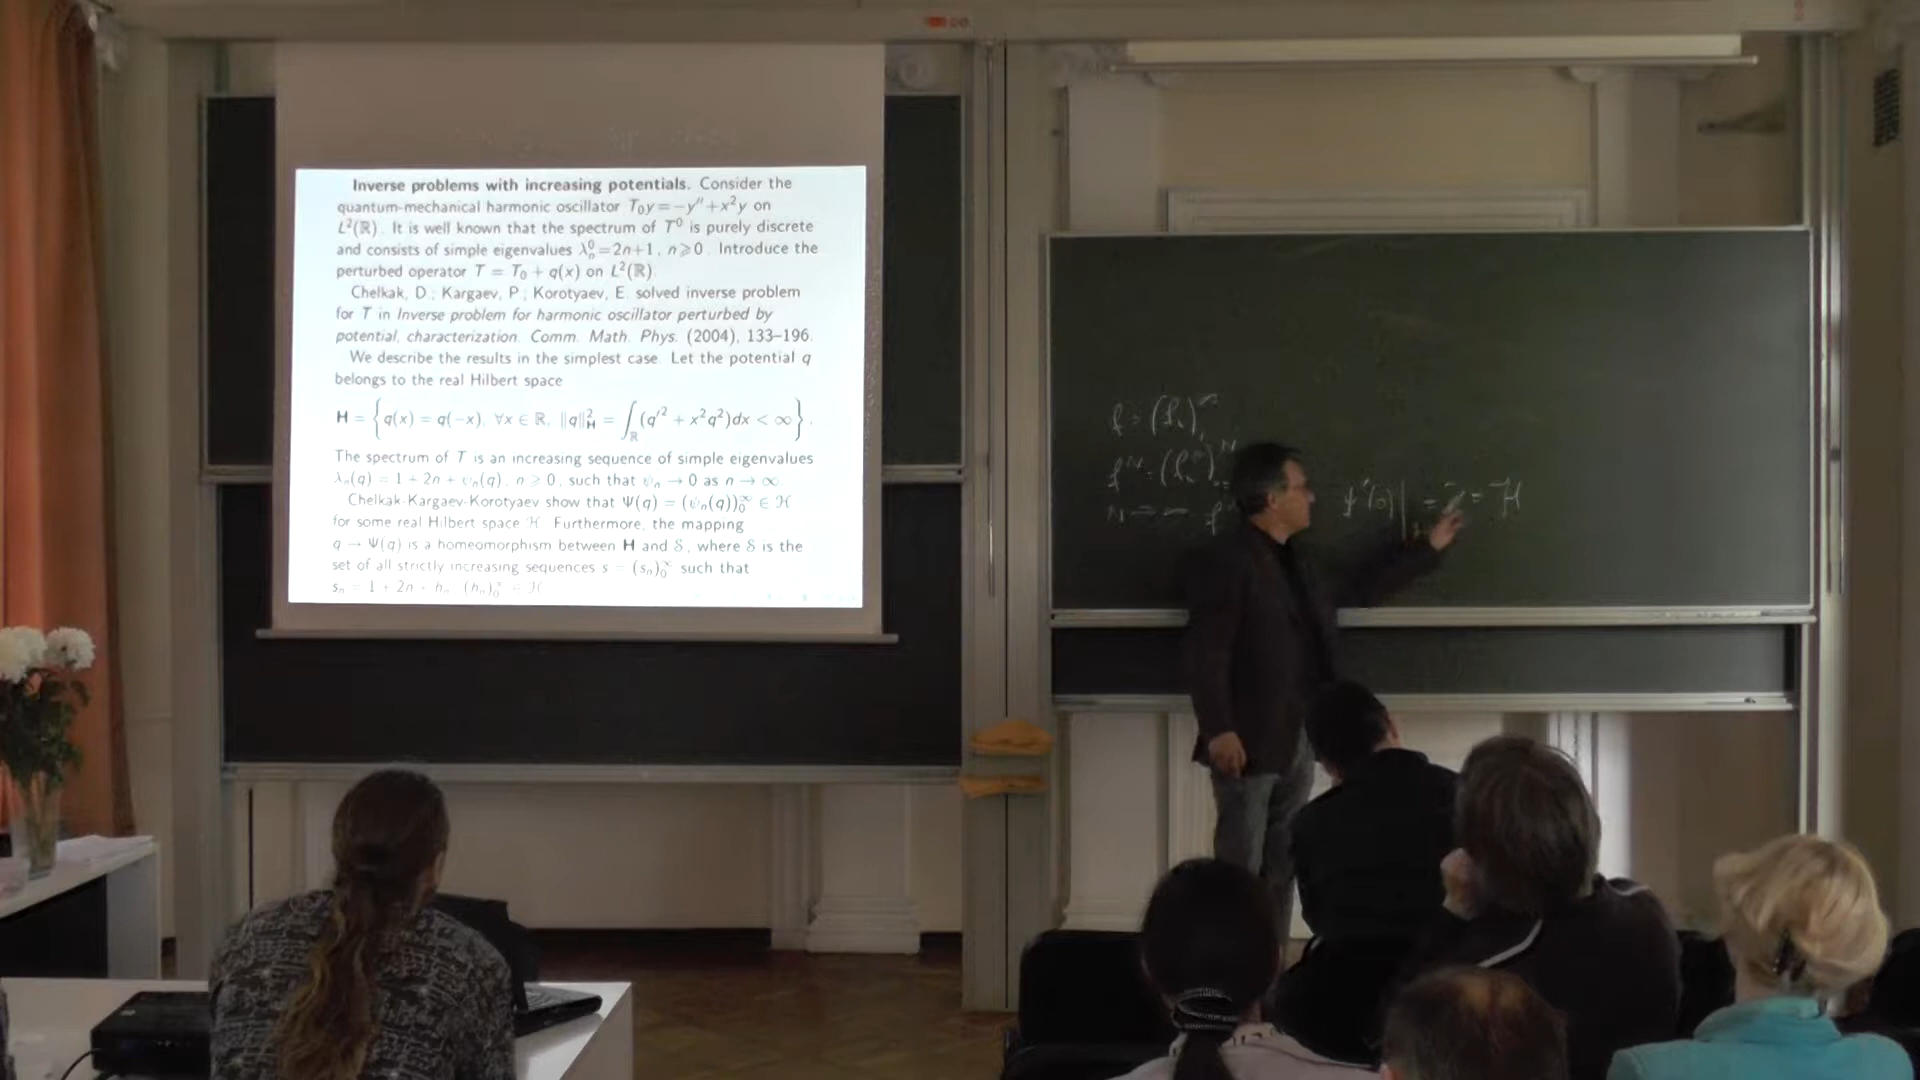 Inverse problems with increasing potentials. Consider the
quantum-mechanical harmonic oscillator T₀y=−y″+x²y on
L²(ℝ). It is well known that the spectrum of T⁰ is purely discrete
and consists of simple eigenvalues λₙ⁰=2n+1, n⩾0. Introduce the
perturbed operator T = T₀ + q(x) on L²(ℝ).
Chelkak, D.; Kargaev, P.; Korotyaev, E. solved inverse problem
for T in Inverse problem for harmonic oscillator perturbed by
potential, characterization. Comm. Math. Phys. (2004), 133–196.
We describe the results in the simplest case. Let the potential q
belongs to the real Hilbert space
H = {q(x) = q(−x), ∀x ∈ ℝ, ‖q‖²_H = ∫_ℝ (q′² + x²q²)dx < ∞}.
The spectrum of T is an increasing sequence of simple eigenvalues
λₙ(q) = 1 + 2n + ψₙ(q), n ⩾ 0, such that ψₙ → 0 as n → ∞.
Chelkak-Kargaev-Korotyaev show that Ψ(q) = (ψₙ(q))₀^∞ ∈ ℋ
for some real Hilbert space ℋ. Furthermore, the mapping
q → Ψ(q) is a homeomorphism between H and 𝒮, where 𝒮 is the
set of all strictly increasing sequences s = (sₙ)₀^∞ such that
sₙ = 1 + 2n + hₙ, (hₙ)₀^∞ ∈ ℋ